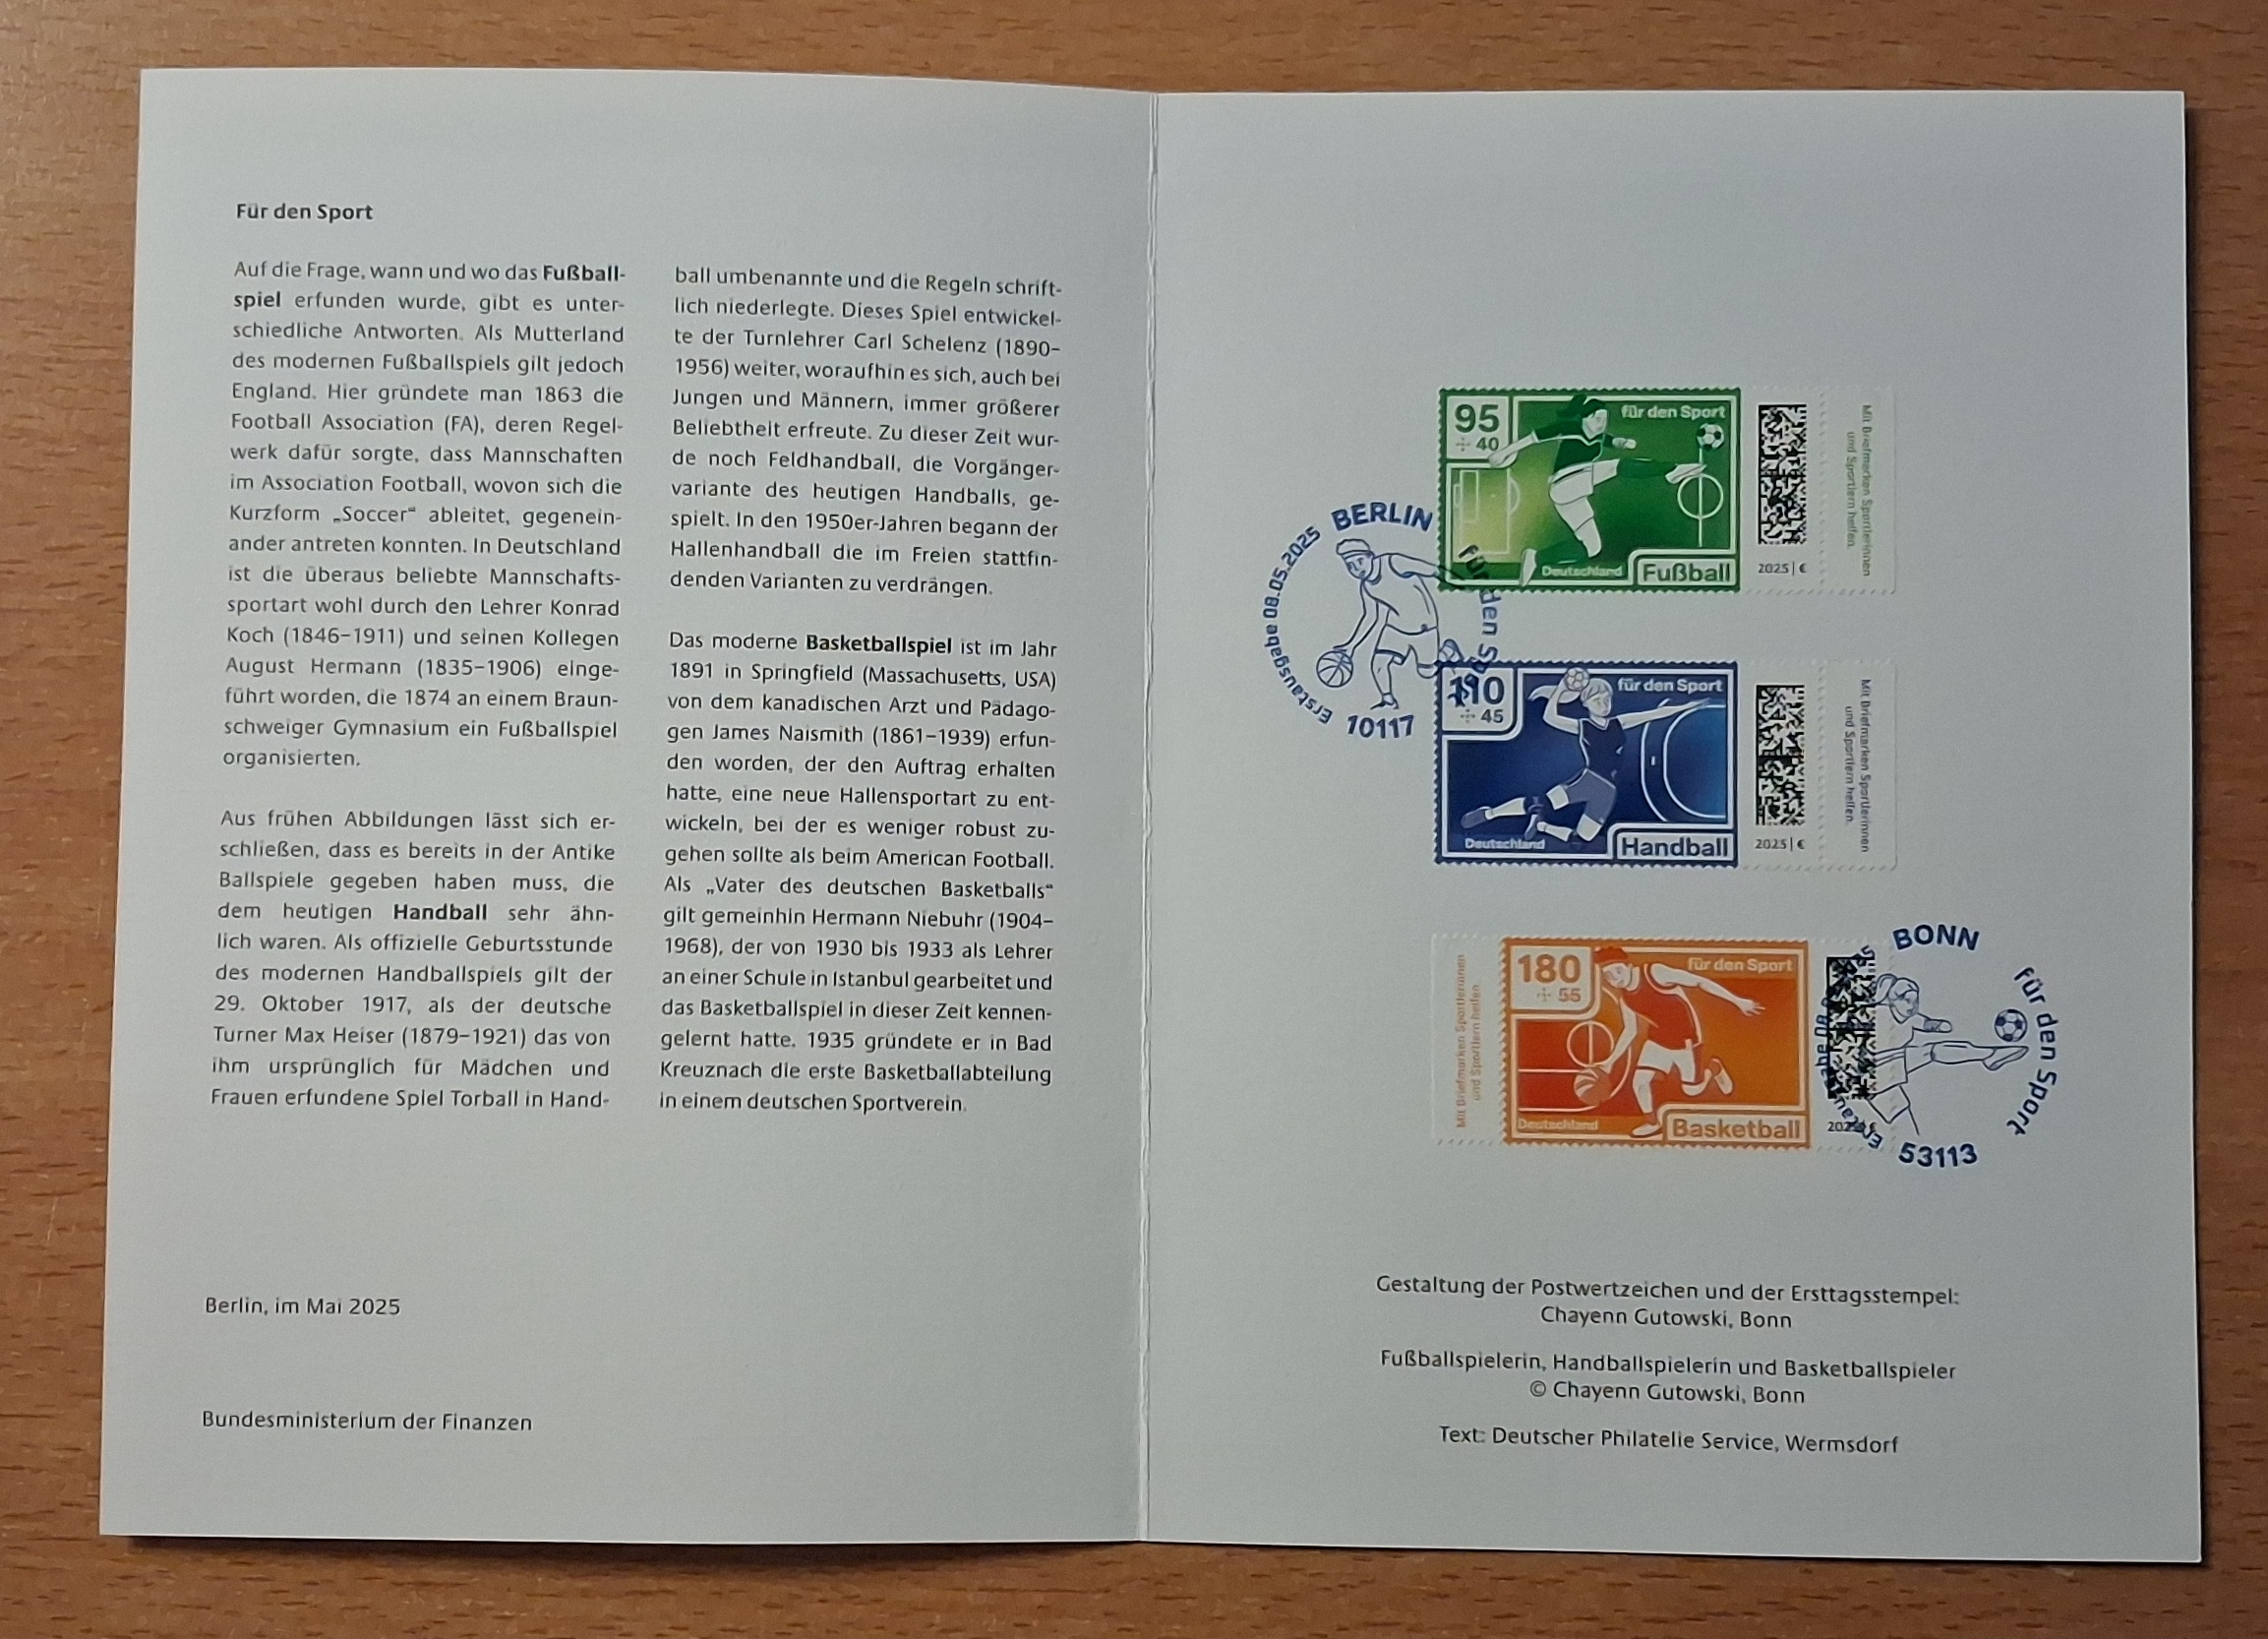 Für den Sport
Auf die Frage, wann und wo das Fußball-
spiel erfunden wurde, gibt es unter-
schiedliche Antworten. Als Mutterland
des modernen Fußballspiels gilt jedoch
England. Hier gründete man 1863 die
Football Association (FA), deren Regel-
werk dafür sorgte, dass Mannschaften
im Association Football, wovon sich die
Kurzform „Soccer“ ableitet, gegenein-
ander antreten konnten. In Deutschland
ist die überaus beliebte Mannschafts-
sportart wohl durch den Lehrer Konrad
Koch (1846–1911) und seinen Kollegen
August Hermann (1835–1906) einge-
führt worden, die 1874 an einem Braun-
schweiger Gymnasium ein Fußballspiel
organisierten.
Aus frühen Abbildungen lässt sich er-
schließen, dass es bereits in der Antike
Ballspiele gegeben haben muss, die
dem heutigen Handball sehr ähn-
lich waren. Als offizielle Geburtsstunde
des modernen Handballspiels gilt der
29. Oktober 1917, als der deutsche
Turner Max Heiser (1879–1921) das von
ihm ursprünglich für Mädchen und
Frauen erfundene Spiel Torball in Hand-
ball umbenannte und die Regeln schrift-
lich niederlegte. Dieses Spiel entwickel-
te der Turnlehrer Carl Schelenz (1890–
1956) weiter, woraufhin es sich, auch bei
Jungen und Männern, immer größerer
Beliebtheit erfreute. Zu dieser Zeit wur-
de noch Feldhandball, die Vorgänger-
variante des heutigen Handballs, ge-
spielt. In den 1950er-Jahren begann der
Hallenhandball die im Freien stattfin-
denden Varianten zu verdrängen.
Das moderne Basketballspiel ist im Jahr
1891 in Springfield (Massachusetts, USA)
von dem kanadischen Arzt und Pädago-
gen James Naismith (1861–1939) erfun-
den worden, der den Auftrag erhalten
hatte, eine neue Hallensportart zu ent-
wickeln, bei der es weniger robust zu-
gehen sollte als beim American Football.
Als „Vater des deutschen Basketballs“
gilt gemeinhin Hermann Niebuhr (1904–
1968), der von 1930 bis 1933 als Lehrer
an einer Schule in Istanbul gearbeitet und
das Basketballspiel in dieser Zeit kennen-
gelernt hatte. 1935 gründete er in Bad
Kreuznach die erste Basketballabteilung
in einem deutschen Sportverein.
Berlin, im Mai 2025
Bundesministerium der Finanzen
95
+ 40
für den Sport
Deutschland
Fußball
2025 | €
Mit Briefmarken Sportlerinnen
und Sportlern helfen.
BERLIN
Erstausgabe 08.05.2025
für den
10117
110
+ 45
für den Sport
Deutschland
Handball
2025 | €
Mit Briefmarken Sportlerinnen
und Sportlern helfen.
Mit Briefmarken Sportlerinnen
und Sportlern helfen.
180
+ 55
für den Sport
Deutschland
Basketball
BONN
für den Sport
53113
Gestaltung der Postwertzeichen und der Ersttagsstempel:
Chayenn Gutowski, Bonn
Fußballspielerin, Handballspielerin und Basketballspieler
© Chayenn Gutowski, Bonn
Text: Deutscher Philatelie Service, Wermsdorf